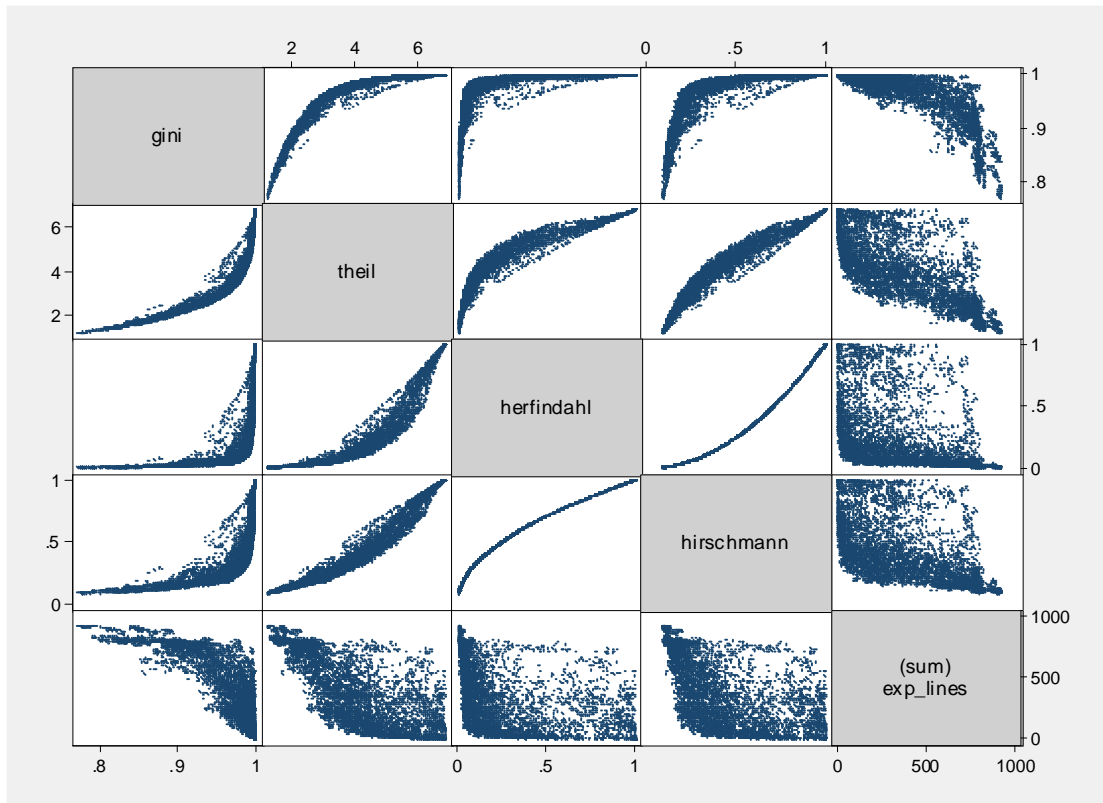 2 4 6
0 .5 1
gini
1
.9
.8
6
4
2
theil
herfindahl
1
.5
0
1
.5
0
hirschmann
(sum)
exp_lines
1000
500
0
.8 .9 1
0 .5 1
0 500 1000